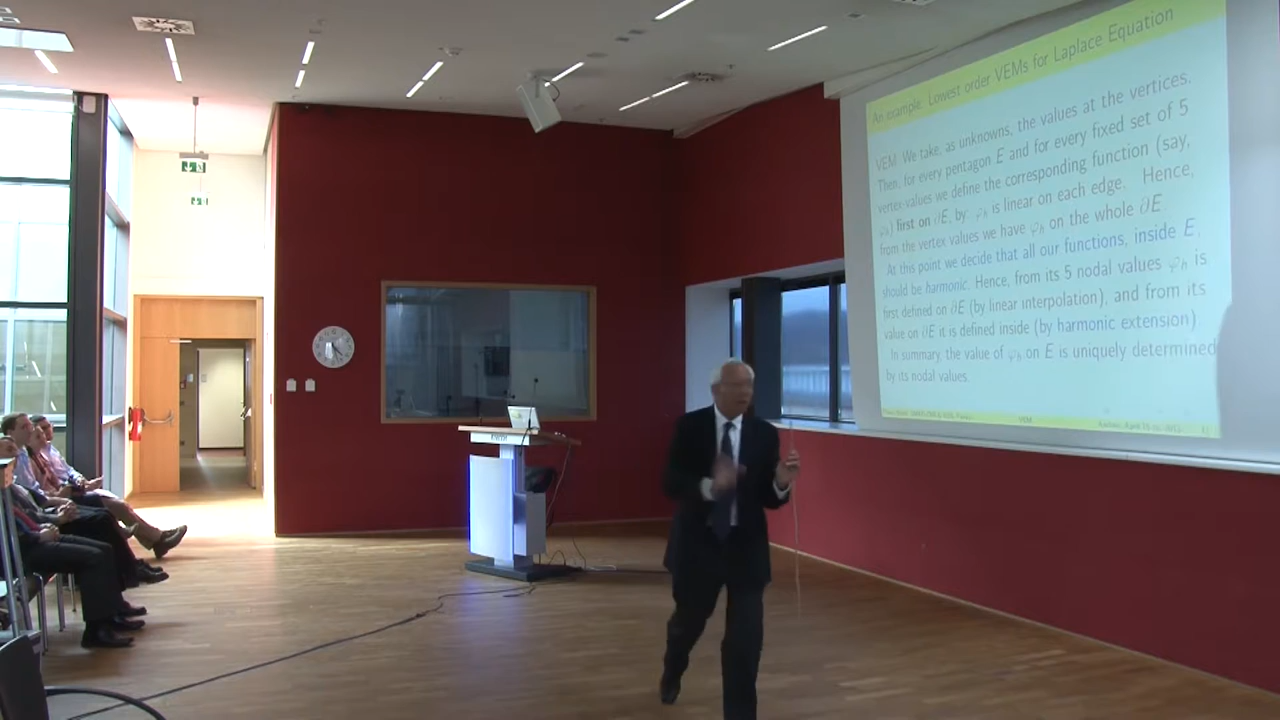 An example. Lowest order VEMs for Laplace Equation
VEM We take, as unknowns, the values at the vertices.
Then, for every pentagon E and for every fixed set of 5
vertex-values we define the corresponding function (say,
φₕ) first on ∂E, by: φₕ is linear on each edge. Hence,
from the vertex values we have φₕ on the whole ∂E
At this point we decide that all our functions, inside E,
should be harmonic. Hence, from its 5 nodal values φₕ is
first defined on ∂E (by linear interpolation), and from its
value on ∂E it is defined inside (by harmonic extension)
In summary, the value of φₕ on E is uniquely determined
by its nodal values.
VEM
RWTH